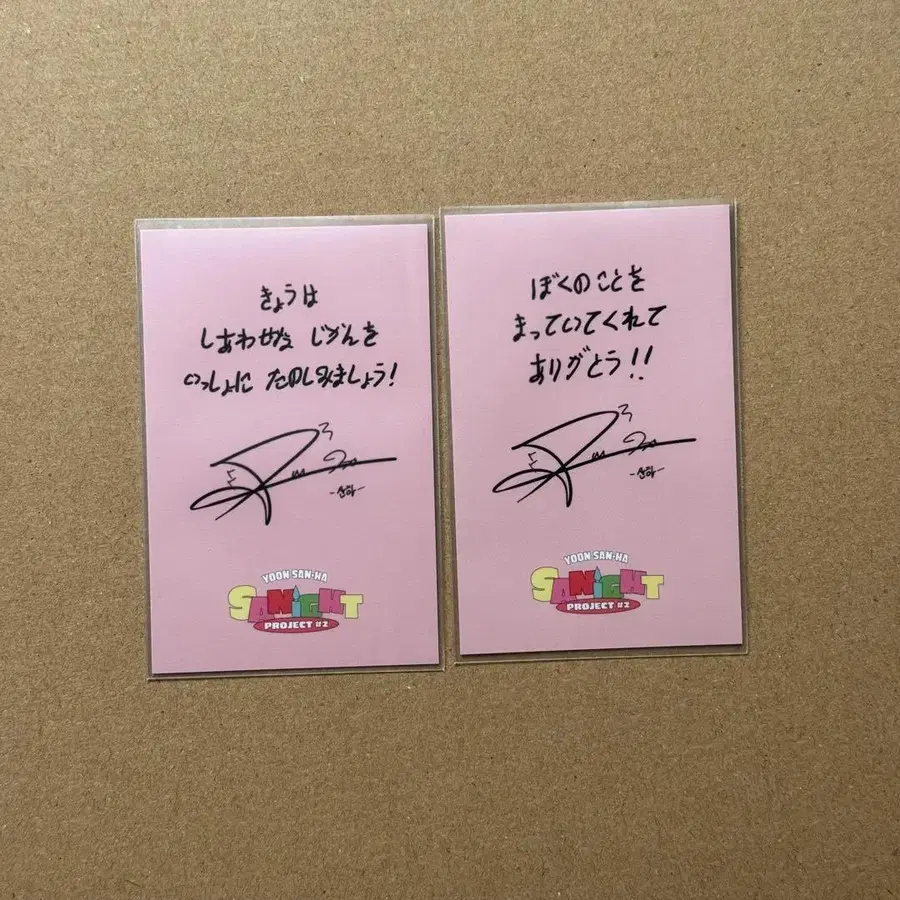 きょうは
しあわせな じかんを
いっしょに たのしみましょう!
-산하-
YOON SAN-HA
SANiGHT
PROJECT #2
ぼくのことを
まっていてくれて
ありがとう!!
-산하-
YOON SAN-HA
SANiGHT
PROJECT #2